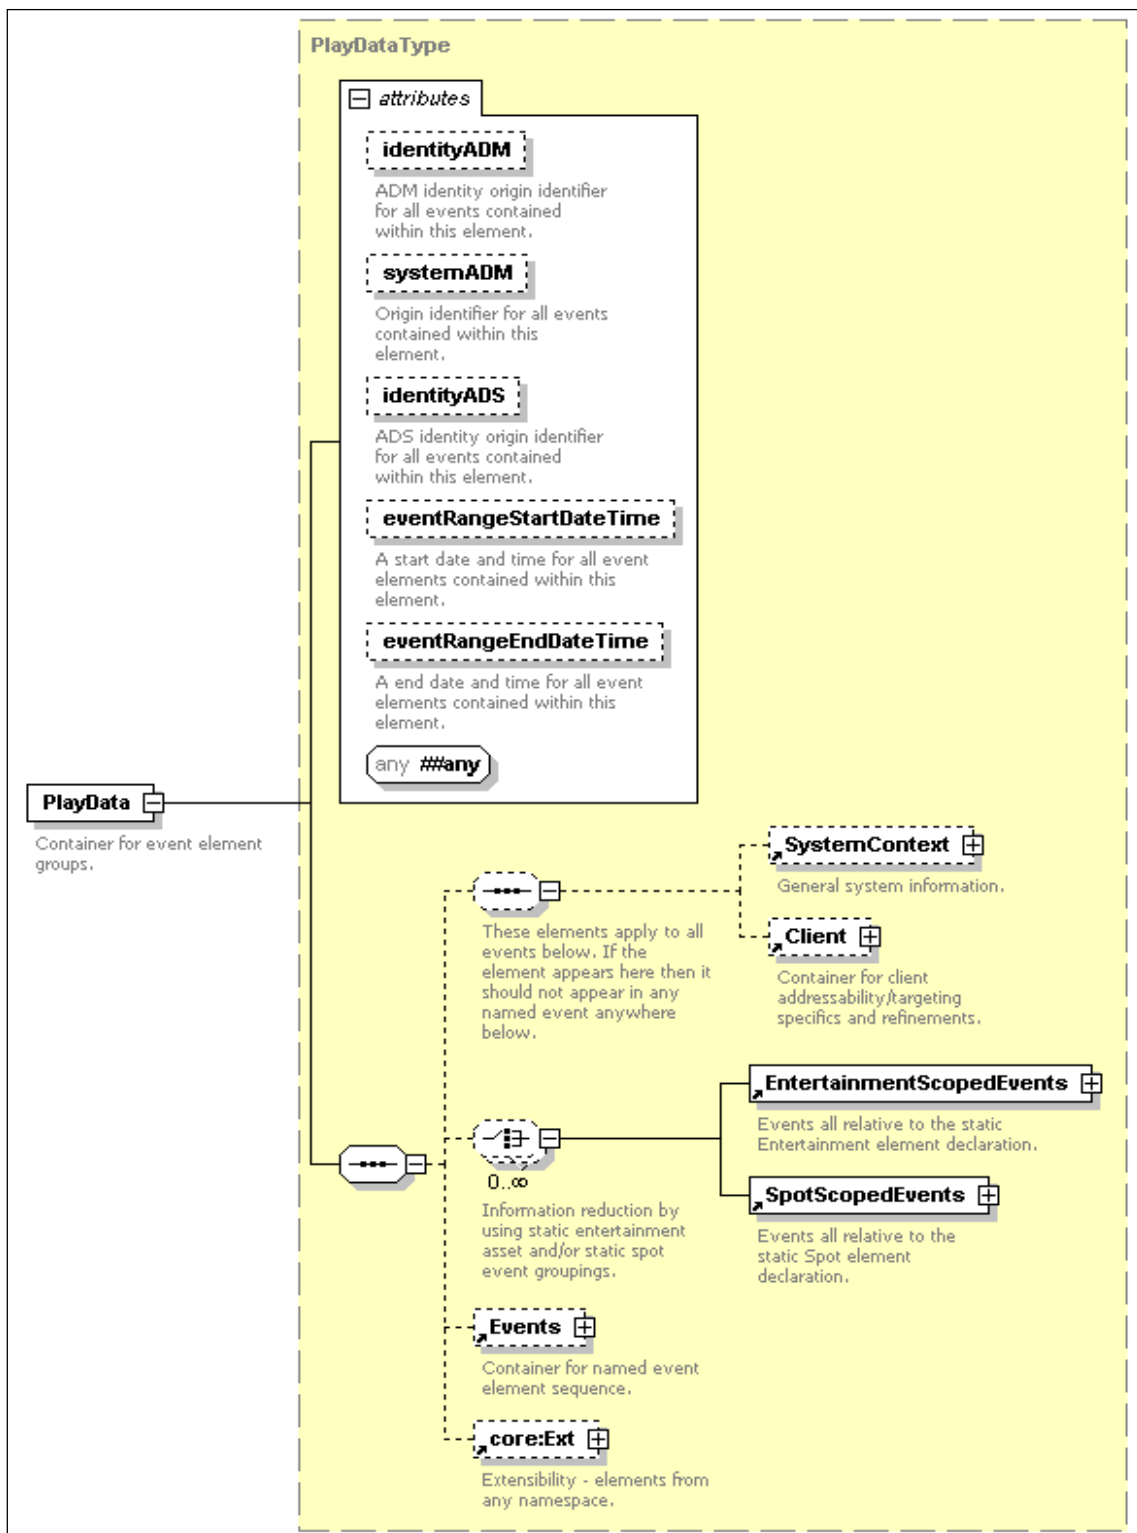 PlayDataType
attributes
identityADM
ADM identity origin identifier
for all events contained
within this element.
systemADM
Origin identifier for all events
contained within this
element.
identityADS
ADS identity origin identifier
for all events contained
within this element.
eventRangeStartDateTime
A start date and time for all event
elements contained within this
element.
eventRangeEndDateTime
A end date and time for all event
elements contained within this
element.
any ##any
PlayData
Container for event element
groups.
SystemContext
General system information.
These elements apply to all
events below. If the
element appears here then it
should not appear in any
named event anywhere
below.
Client
Container for client
addressability/targeting
specifics and refinements.
EntertainmentScopedEvents
Events all relative to the static
Entertainment element declaration.
0..∞
Information reduction by
using static entertainment
asset and/or static spot
event groupings.
SpotScopedEvents
Events all relative to the
static Spot element
declaration.
Events
Container for named event
element sequence.
core:Ext
Extensibility - elements from
any namespace.